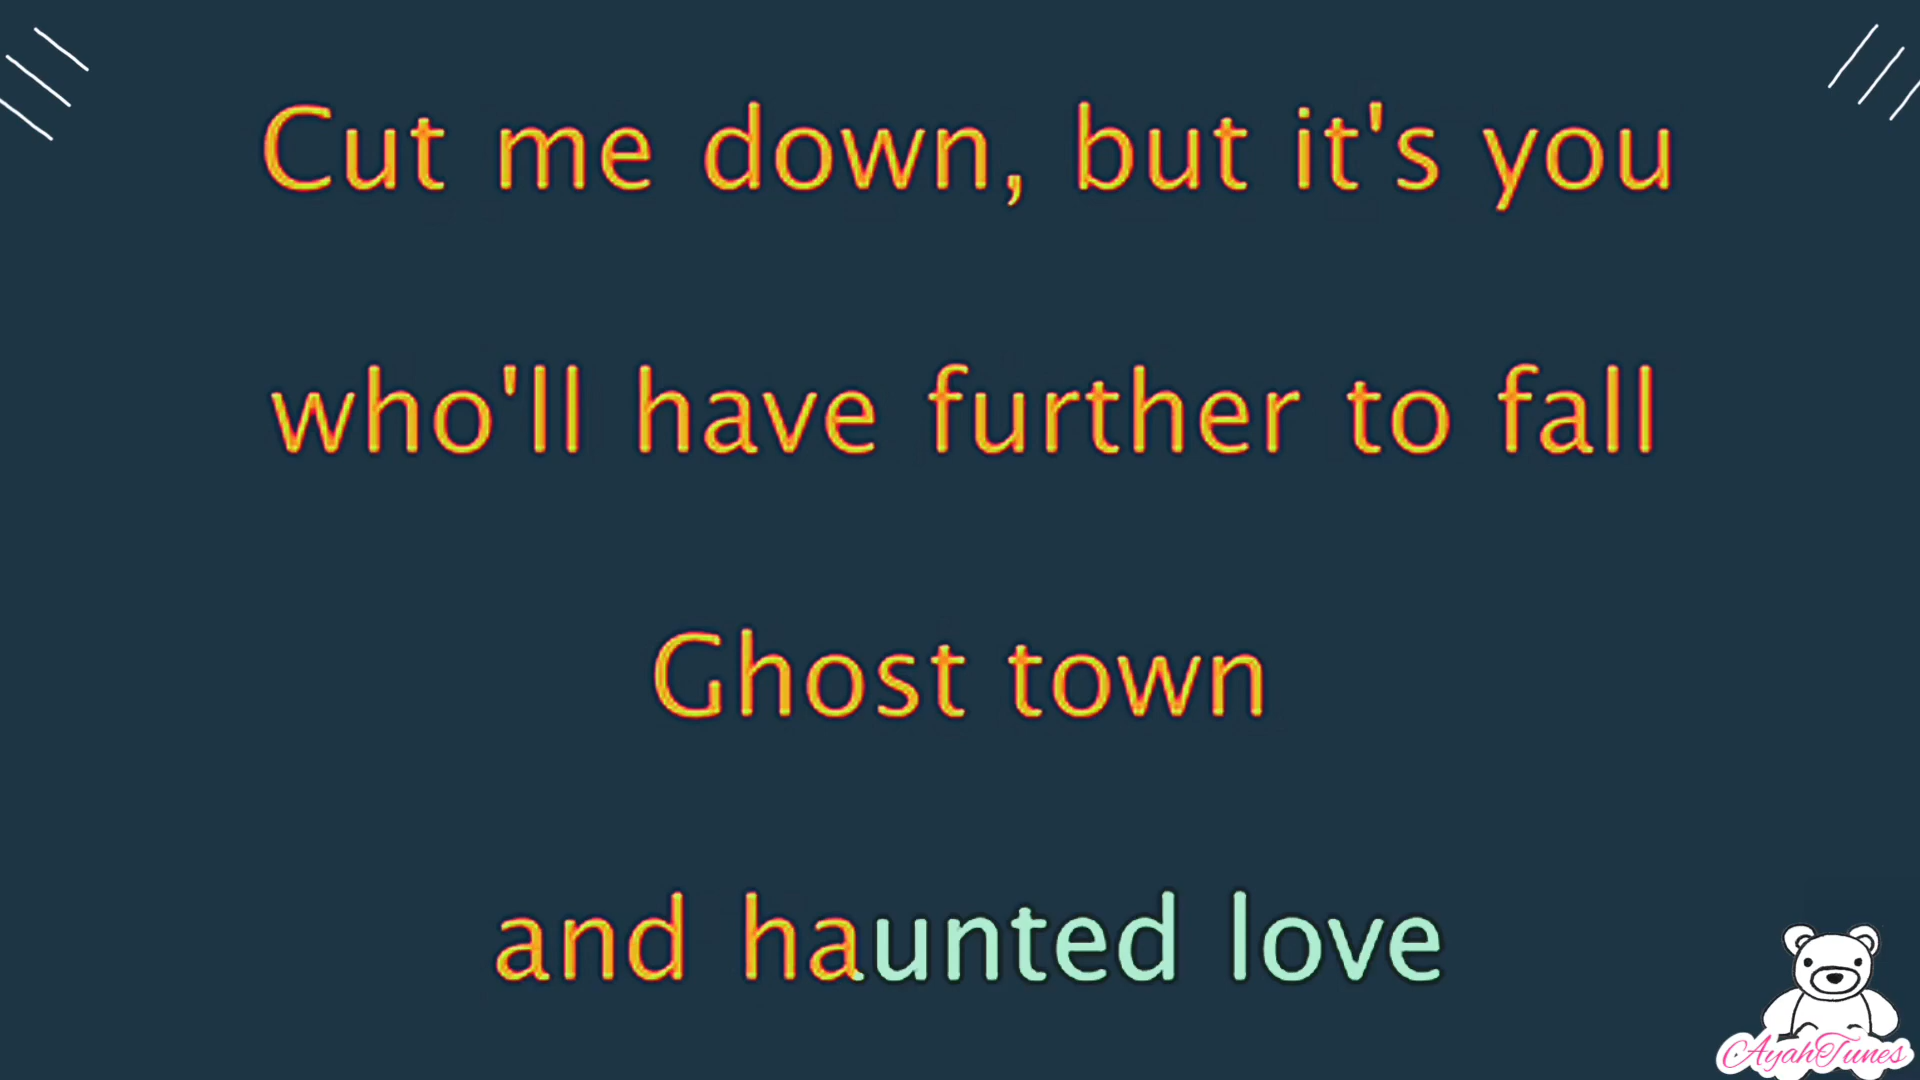 Cut me down, but it's you
who'll have further to fall
Ghost town
and haunted love
AyahTunes